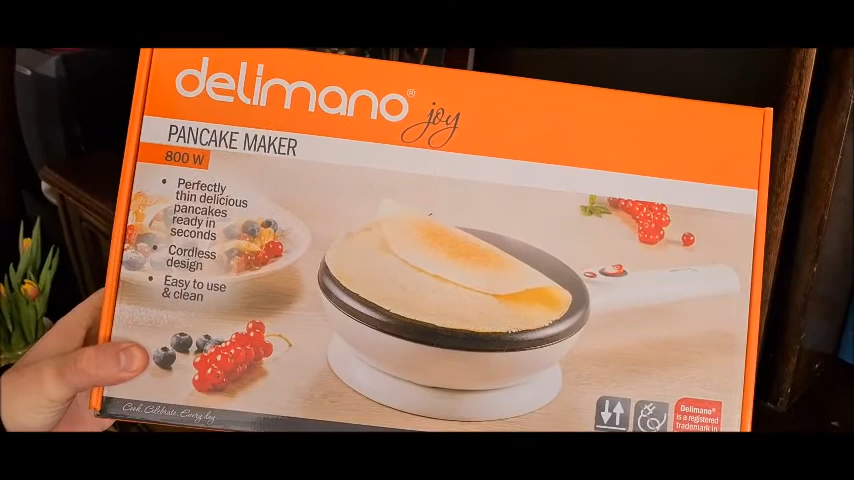 delimano® joy
PANCAKE MAKER
800 W
• Perfectly
thin delicious
pancakes
ready in
seconds
• Cordless
design
• Easy to use
& clean
Cook. Celebrate. Every day.
Delimano®
is a registered
trademark in